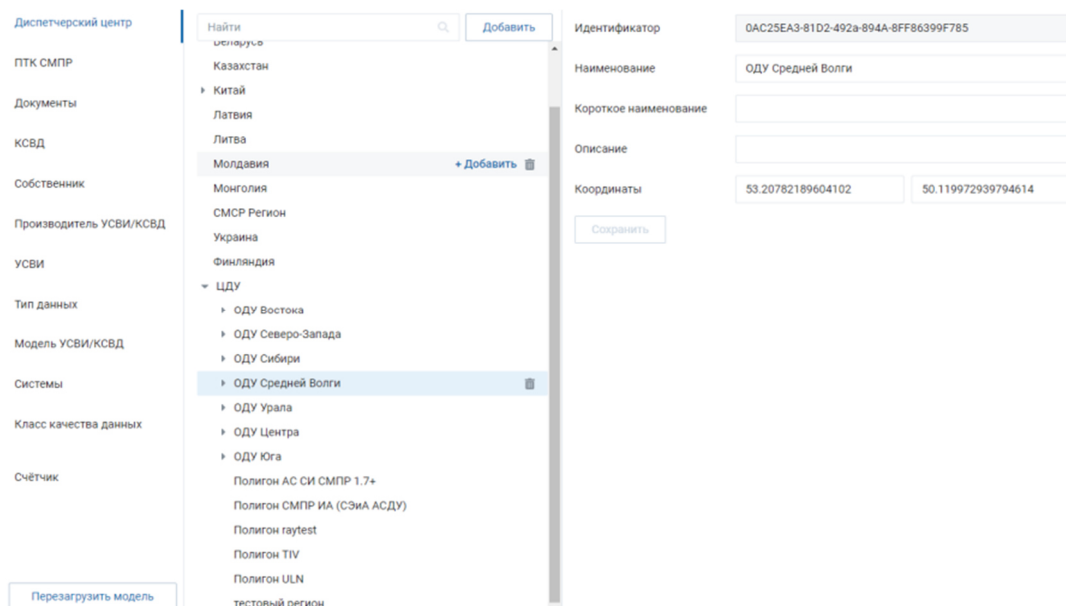 Диспетчерский центр
ПТК СМПР
Документы
КСВД
Собственник
Производитель УСВИ/КСВД
УСВИ
Тип данных
Модель УСВИ/КСВД
Системы
Класс качества данных
Счётчик
Перезагрузить модель
Найти
Добавить
Беларусь
Казахстан
Китай
Латвия
Литва
Молдавия + Добавить
Монголия
СМСР Регион
Украина
Финляндия
ЦДУ
ОДУ Востока
ОДУ Северо-Запада
ОДУ Сибири
ОДУ Средней Волги
ОДУ Урала
ОДУ Центра
ОДУ Юга
Полигон АС СИ СМПР 1.7+
Полигон СМПР ИА (СЭиА АСДУ)
Полигон raytest
Полигон TIV
Полигон ULN
тестовый регион
Идентификатор 0AC25EA3-81D2-492a-894A-8FF86399F785
Наименование ОДУ Средней Волги
Короткое наименование
Описание
Координаты 53.20782189604102 50.119972939794614
Сохранить